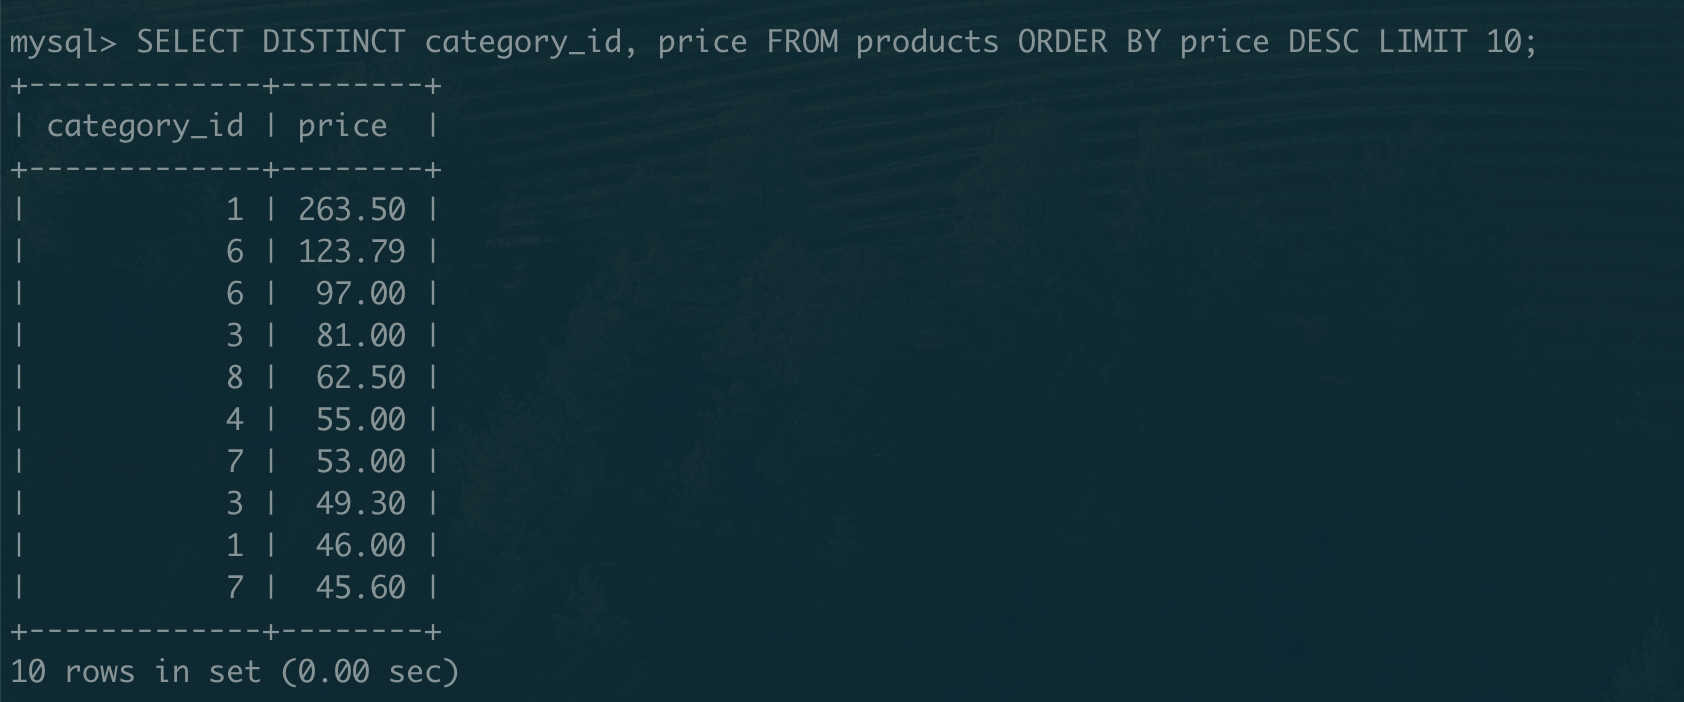 mysql> SELECT DISTINCT category_id, price FROM products ORDER BY price DESC LIMIT 10;
+-------------+--------+
| category_id | price  |
+-------------+--------+
|           1 | 263.50 |
|           6 | 123.79 |
|           6 |  97.00 |
|           3 |  81.00 |
|           8 |  62.50 |
|           4 |  55.00 |
|           7 |  53.00 |
|           3 |  49.30 |
|           1 |  46.00 |
|           7 |  45.60 |
+-------------+--------+
10 rows in set (0.00 sec)